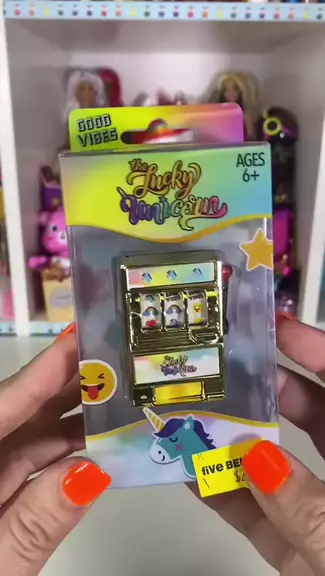 GOOD
VIBES
The
Lucky
Unicorn
AGES
6+
Lucky
Unicorn
five BE